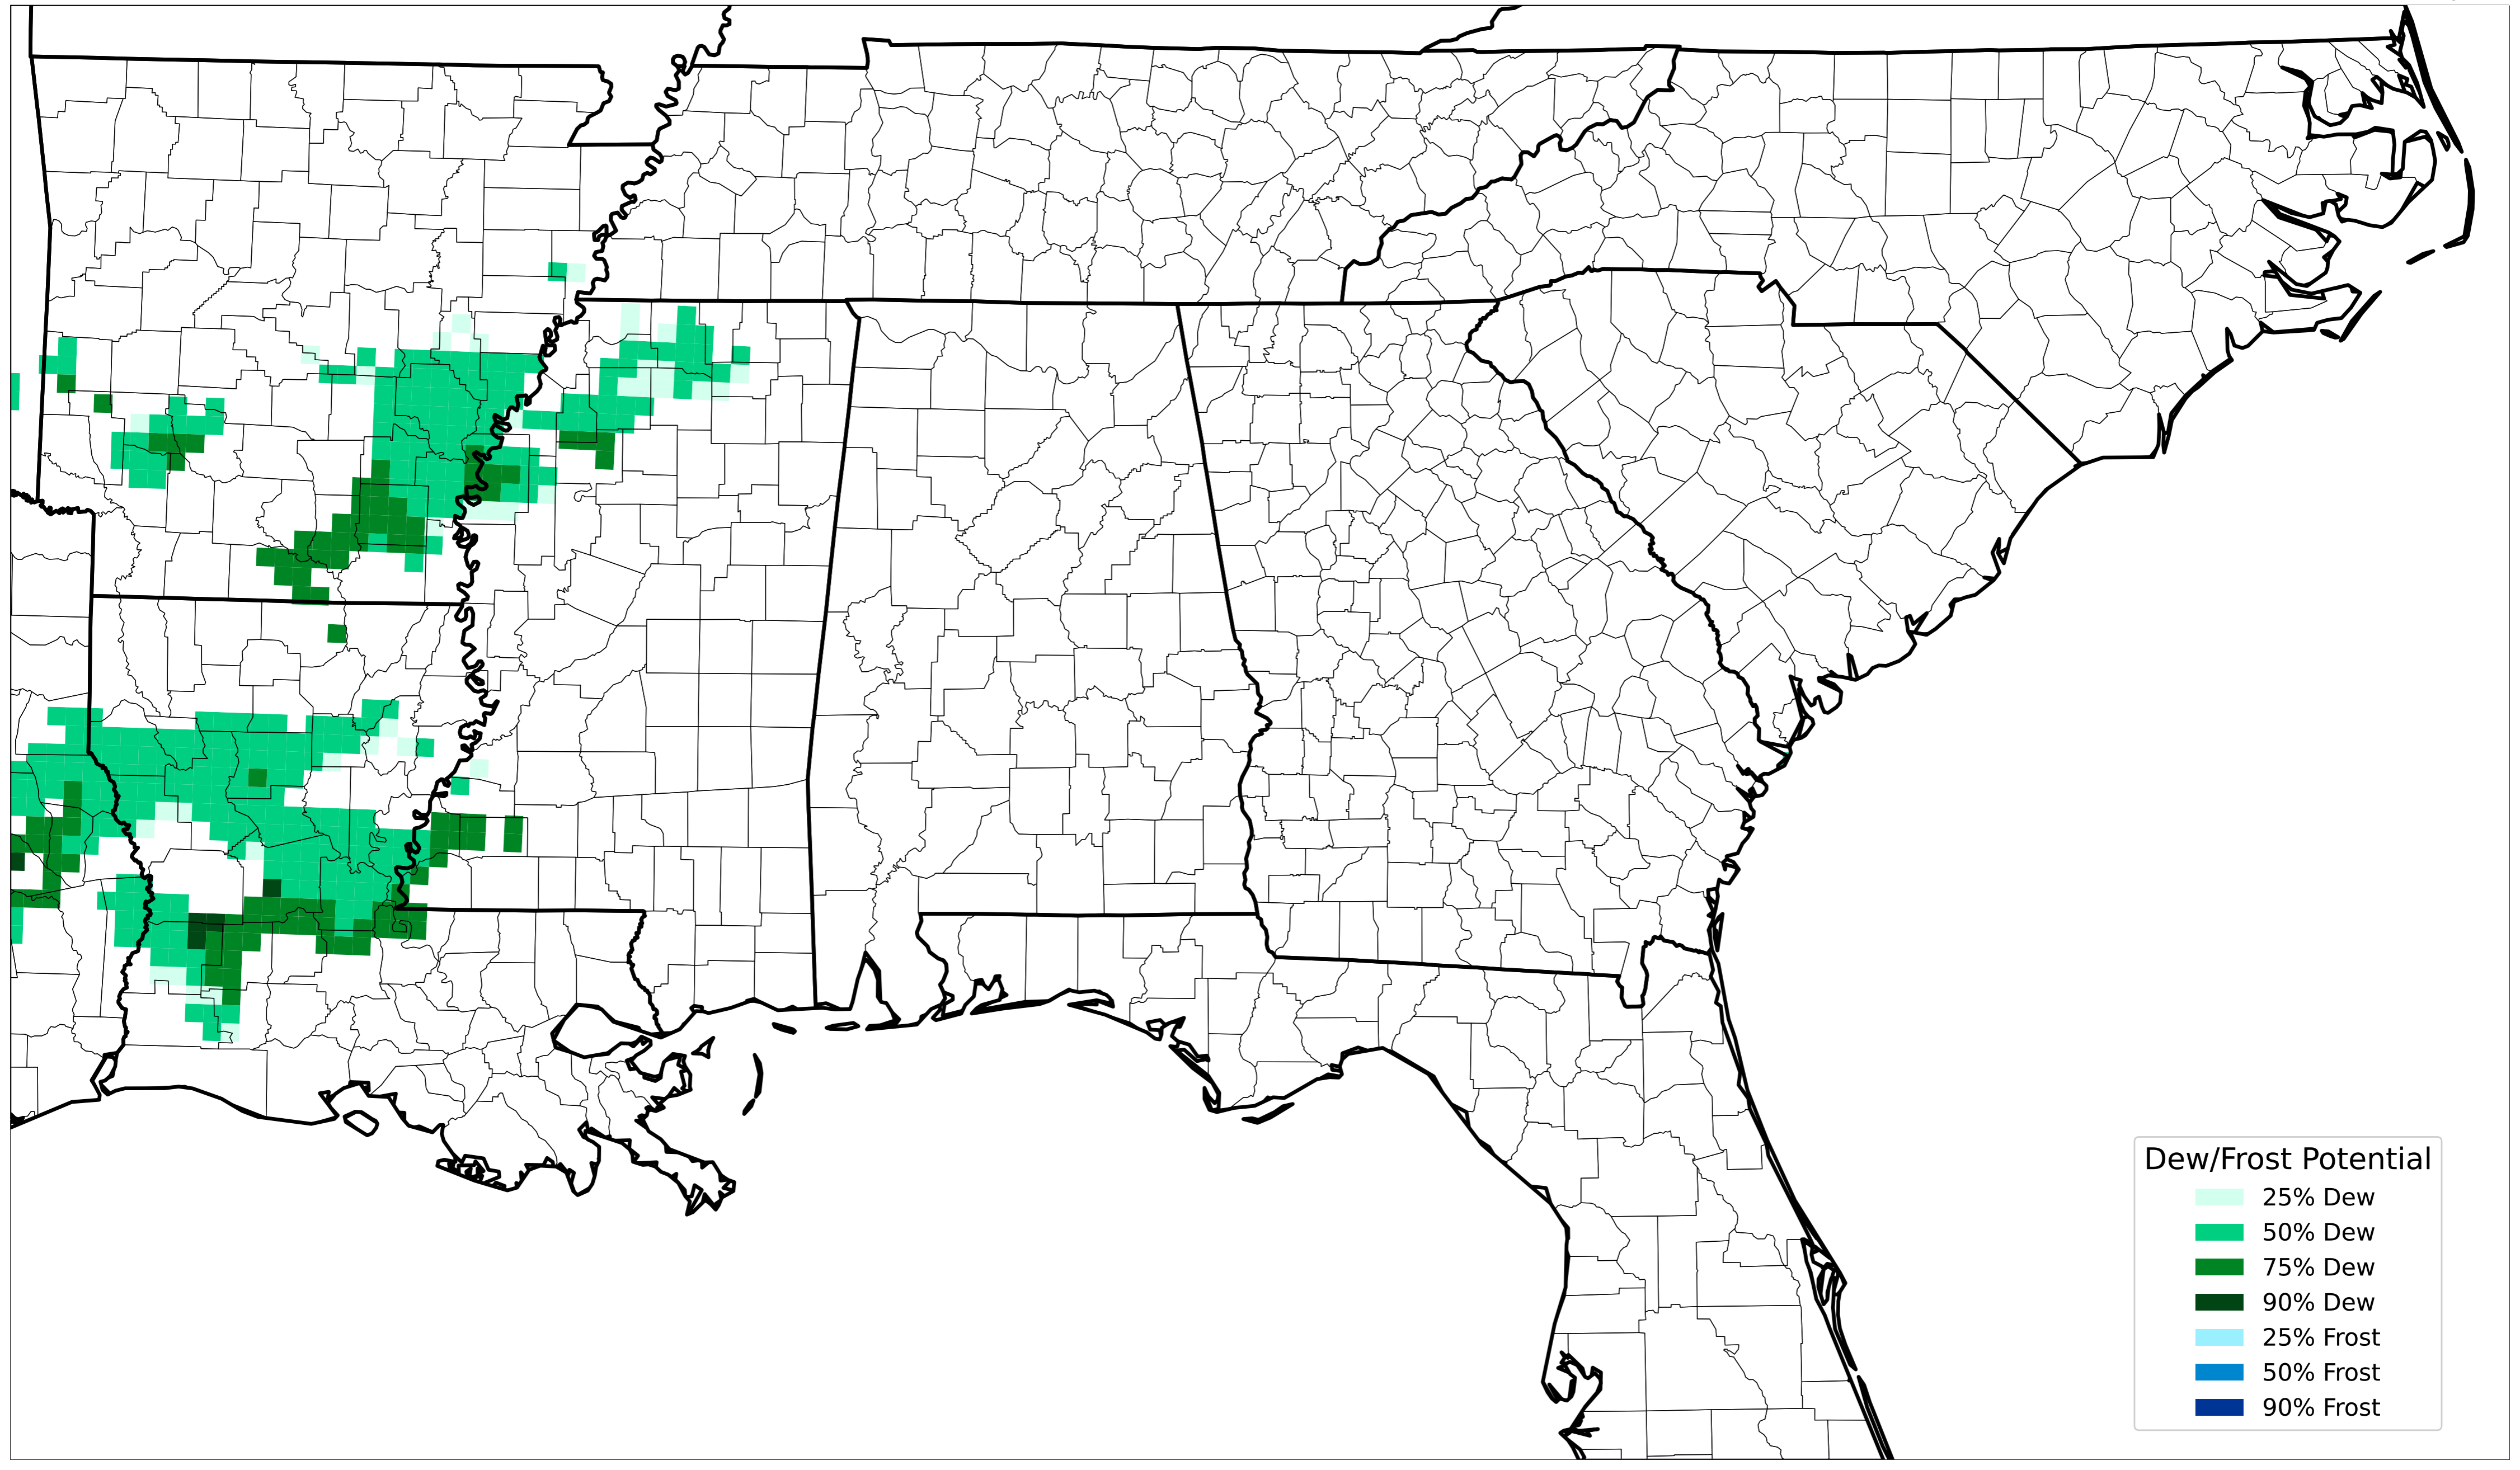 Dew/Frost Potential
25% Dew
50% Dew
75% Dew
90% Dew
25% Frost
50% Frost
90% Frost